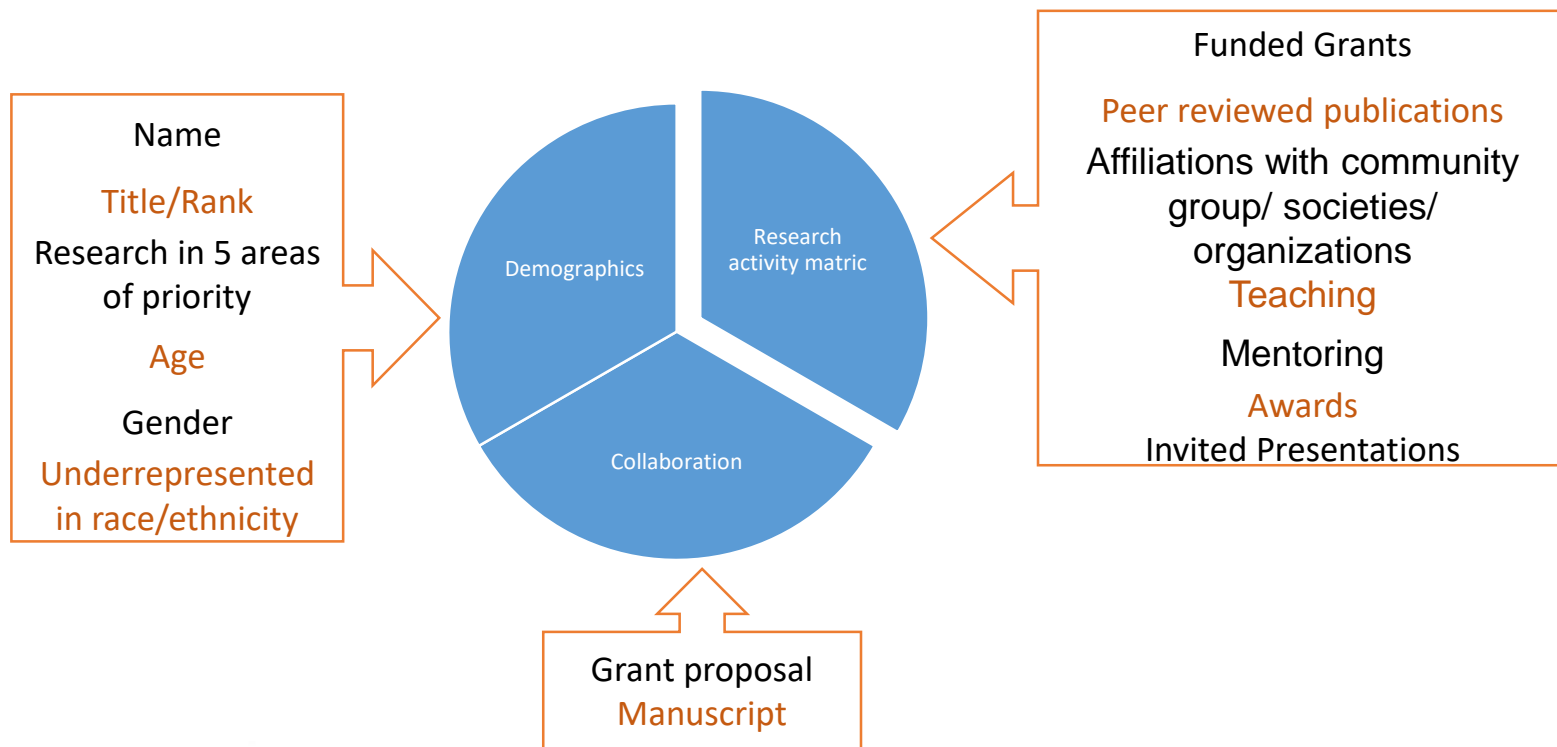 Name
Title/Rank
Research in 5 areas
of priority
Age
Gender
Underrepresented
in race/ethnicity
Demographics
Research
activity matric
Collaboration
Funded Grants
Peer reviewed publications
Affiliations with community
group/ societies/
organizations
Teaching
Mentoring
Awards
Invited Presentations
Grant proposal
Manuscript